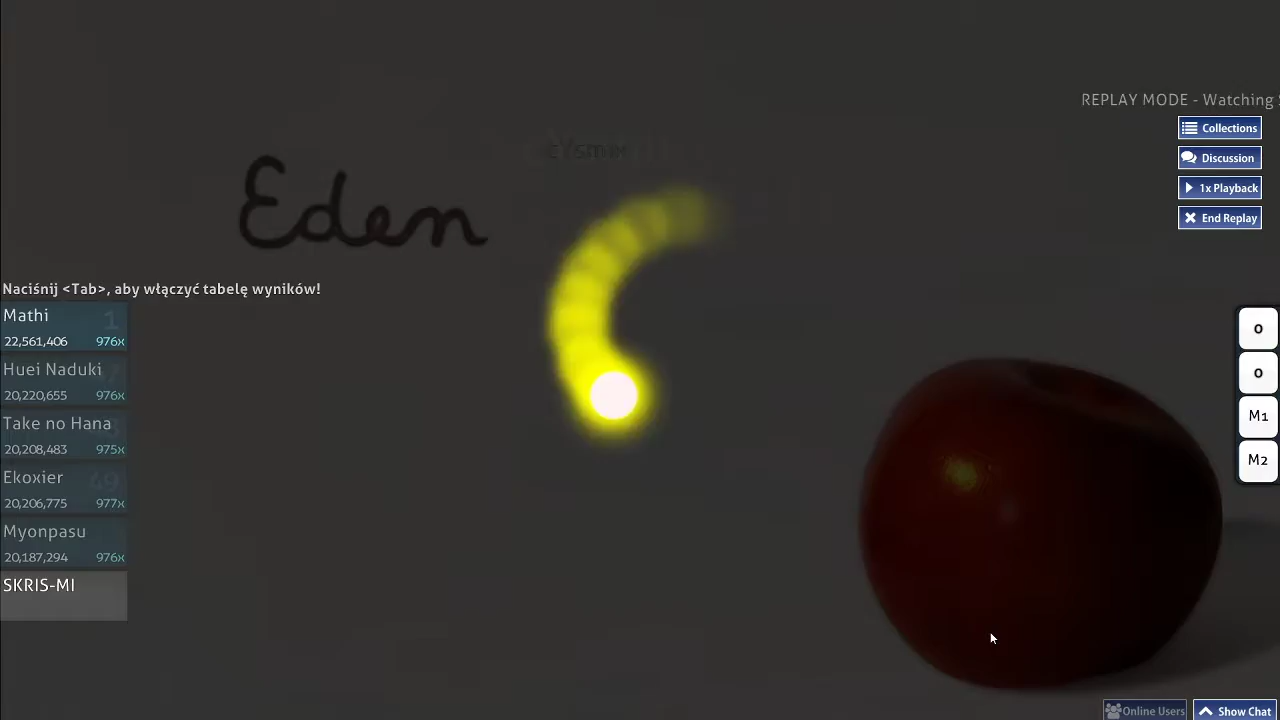 REPLAY MODE - Watching
Collections
Discussion
1x Playback
End Replay
Eden
Naciśnij <Tab>, aby włączyć tabelę wyników!
Mathi
1
22,561,406 976x
Huei Naduki
20,220,655 976x
Take no Hana
20,208,483 975x
Ekoxier
49
20,206,775 977x
Myonpasu
20,187,294 976x
SKRIS-MI
0
0
M1
M2
Online Users
Show Chat